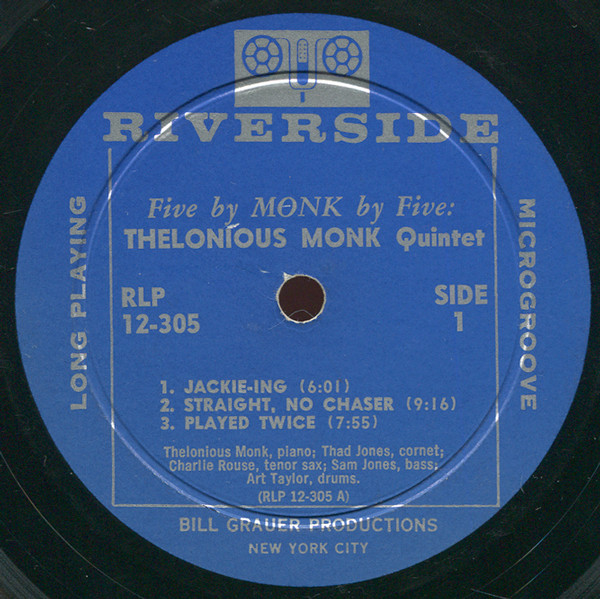 RIVERSIDE
Five by MONK by Five:
THELONIOUS MONK Quintet
RLP
12-305
SIDE
1
LONG PLAYING
MICROGROOVE
1. JACKIE-ING (6:01)
2. STRAIGHT, NO CHASER (9:16)
3. PLAYED TWICE (7:55)
Thelonious Monk, piano; Thad Jones, cornet;
Charlie Rouse, tenor sax; Sam Jones, bass;
Art Taylor, drums.
(RLP 12-305 A)
BILL GRAUER PRODUCTIONS
NEW YORK CITY